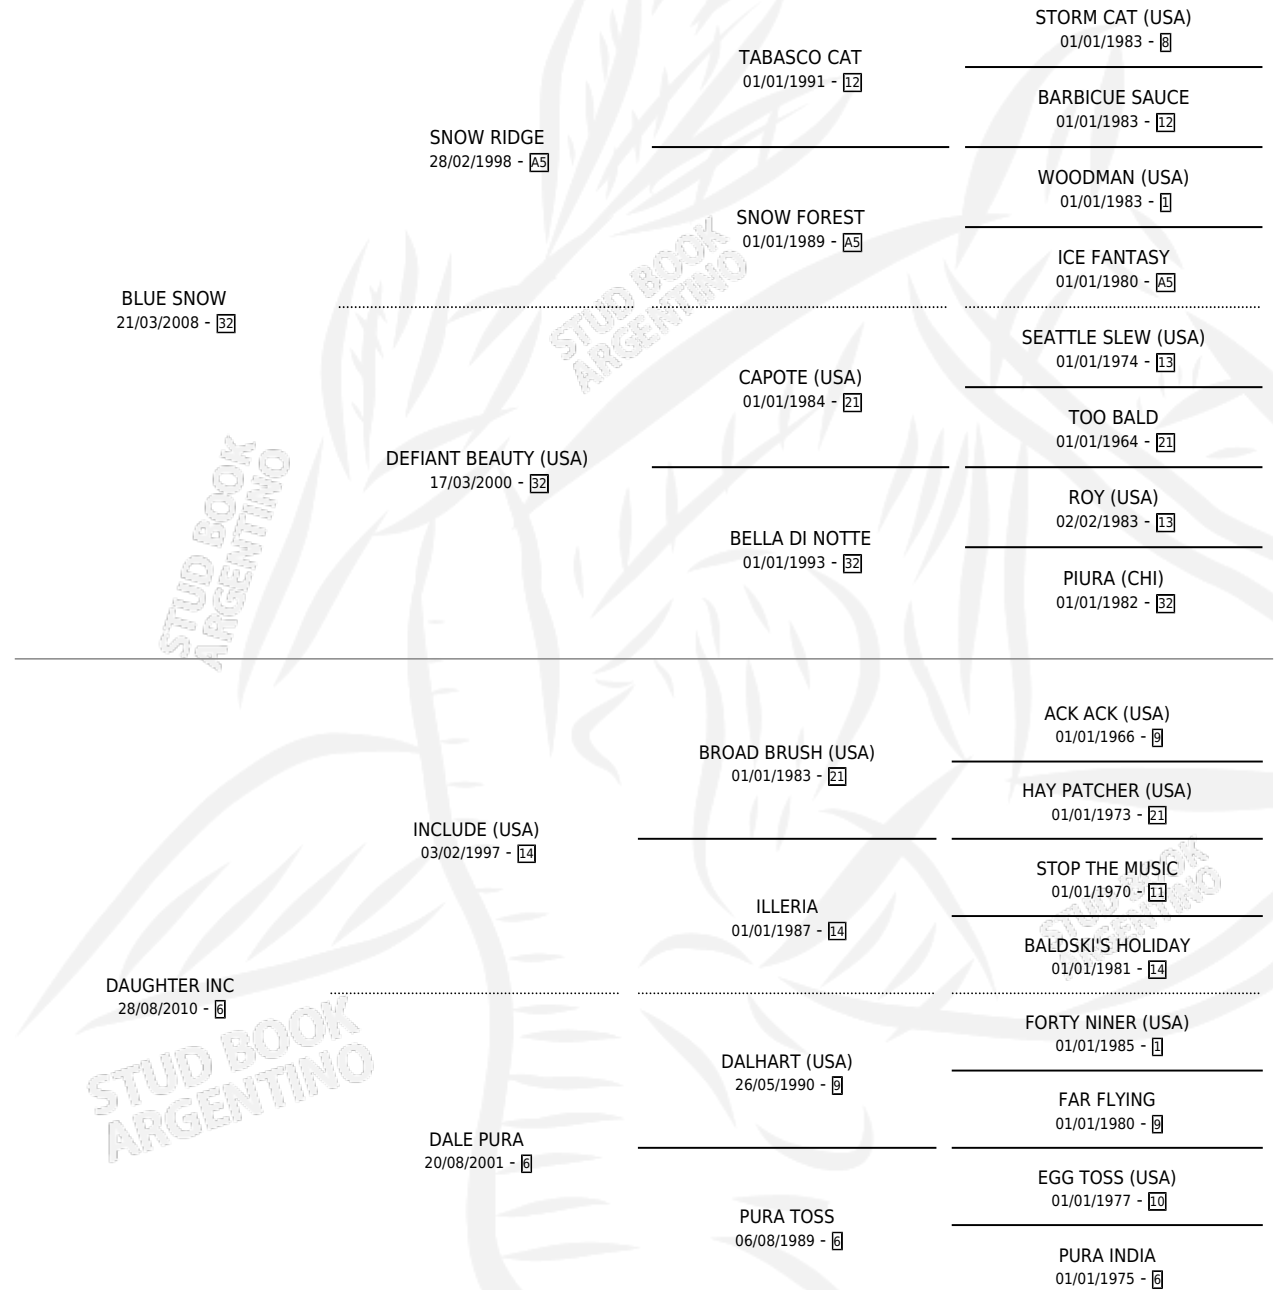 STORM CAT (USA)
01/01/1983 - 8
TABASCO CAT
01/01/1991 - 12
BARBICUE SAUCE
01/01/1983 - 12
SNOW RIDGE
28/02/1998 - A5
WOODMAN (USA)
01/01/1983 - 1
SNOW FOREST
01/01/1989 - A5
ICE FANTASY
01/01/1980 - A5
BLUE SNOW
21/03/2008 - 32
SEATTLE SLEW (USA)
01/01/1974 - 13
CAPOTE (USA)
01/01/1984 - 21
TOO BALD
01/01/1964 - 21
DEFIANT BEAUTY (USA)
17/03/2000 - 32
ROY (USA)
02/02/1983 - 13
BELLA DI NOTTE
01/01/1993 - 32
PIURA (CHI)
01/01/1982 - 32
ACK ACK (USA)
01/01/1966 - 9
BROAD BRUSH (USA)
01/01/1983 - 21
HAY PATCHER (USA)
01/01/1973 - 21
INCLUDE (USA)
03/02/1997 - 14
STOP THE MUSIC
01/01/1970 - 11
ILLERIA
01/01/1987 - 14
BALDSKI'S HOLIDAY
01/01/1981 - 14
DAUGHTER INC
28/08/2010 - 6
FORTY NINER (USA)
01/01/1985 - 1
DALHART (USA)
26/05/1990 - 9
FAR FLYING
01/01/1980 - 9
DALE PURA
20/08/2001 - 6
EGG TOSS (USA)
01/01/1977 - 10
PURA TOSS
06/08/1989 - 6
PURA INDIA
01/01/1975 - 6
STUD BOOK
ARGENTINO
STUD BOOK
ARGENTINO
STUD BOOK
ARGENTINO
STUD BOOK
ARGENTINO